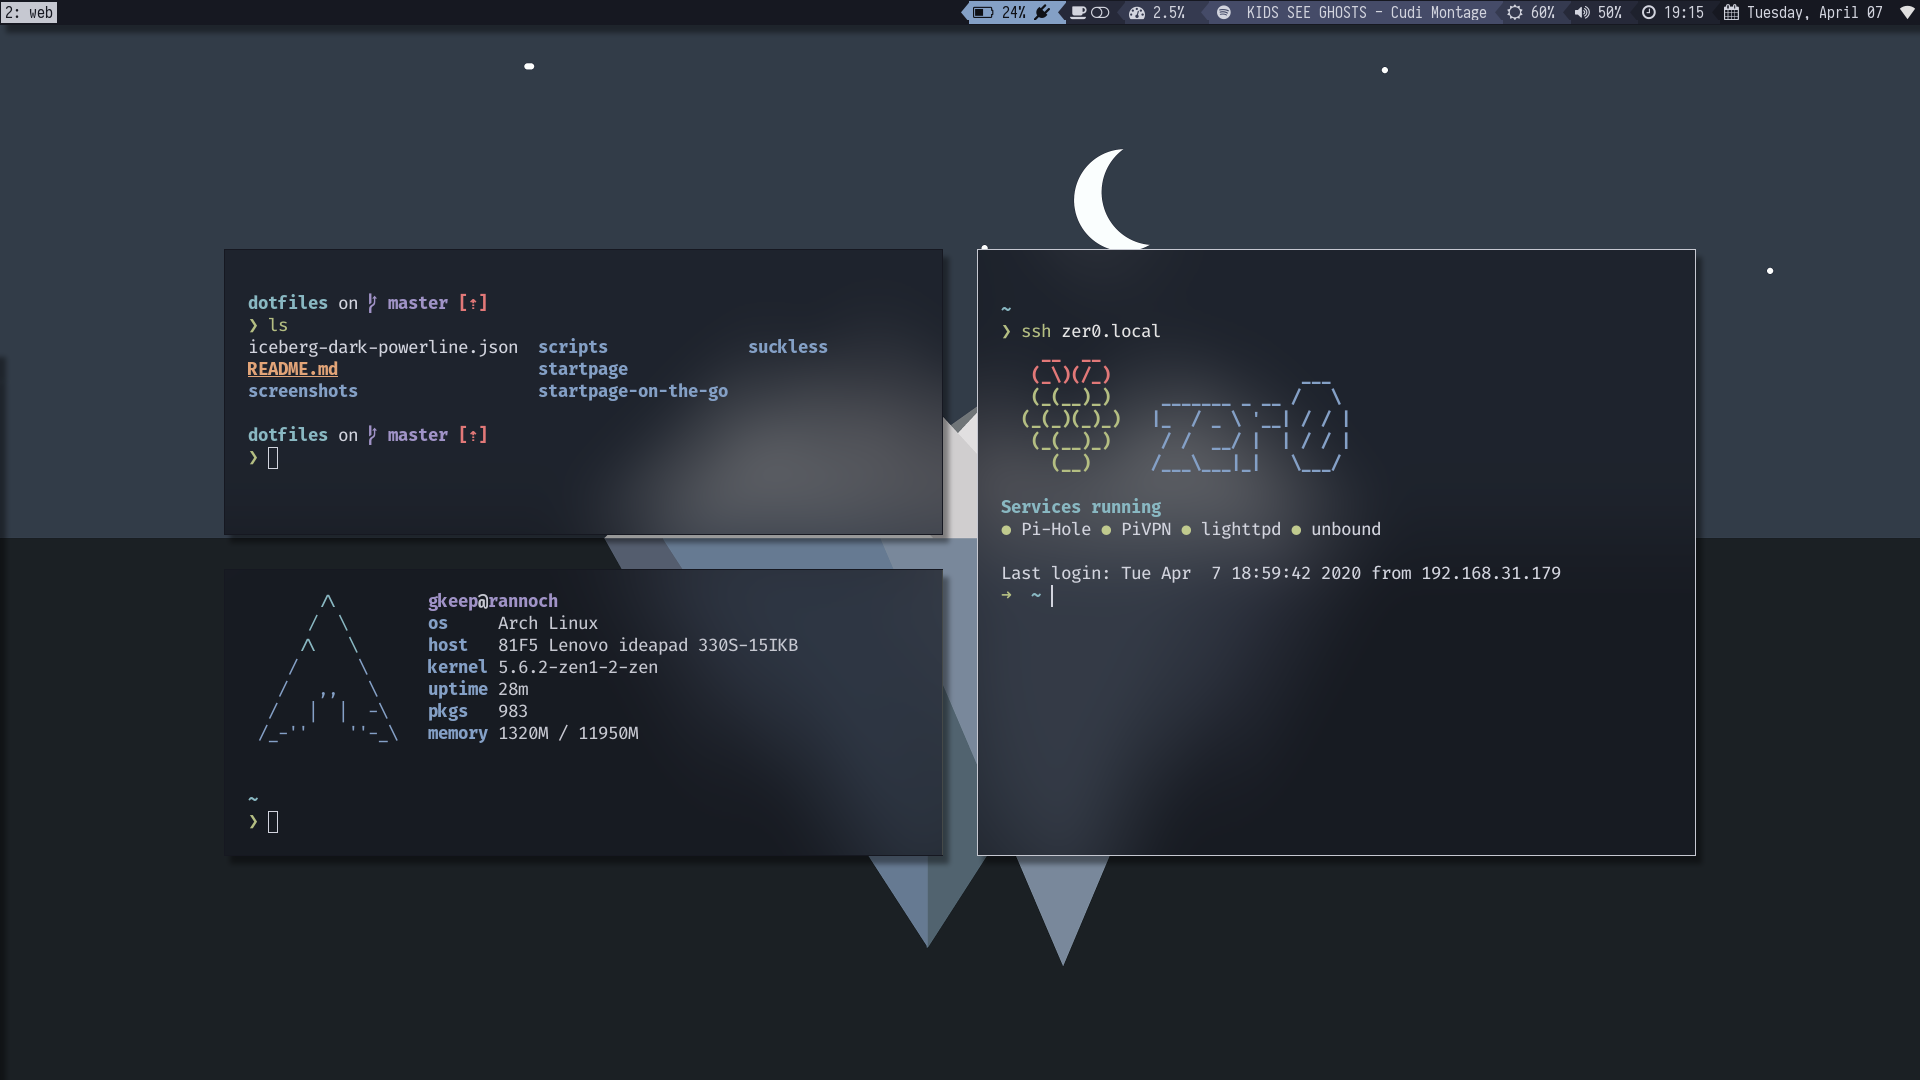 2: web
24% 2.5% KIDS SEE GHOSTS - Cudi Montage 60% 50% 19:15 Tuesday, April 07
dotfiles on master [⇡]
❯ ls
iceberg-dark-powerline.json scripts suckless
README.md startpage
screenshots startpage-on-the-go
dotfiles on master [⇡]
❯
gkeep@rannoch
os Arch Linux
host 81F5 Lenovo ideapad 330S-15IKB
kernel 5.6.2-zen1-2-zen
uptime 28m
pkgs 983
memory 1320M / 11950M
~
❯
~
❯ ssh zer0.local
zer0
Services running
● Pi-Hole ● PiVPN ● lighttpd ● unbound
Last login: Tue Apr  7 18:59:42 2020 from 192.168.31.179
→ ~